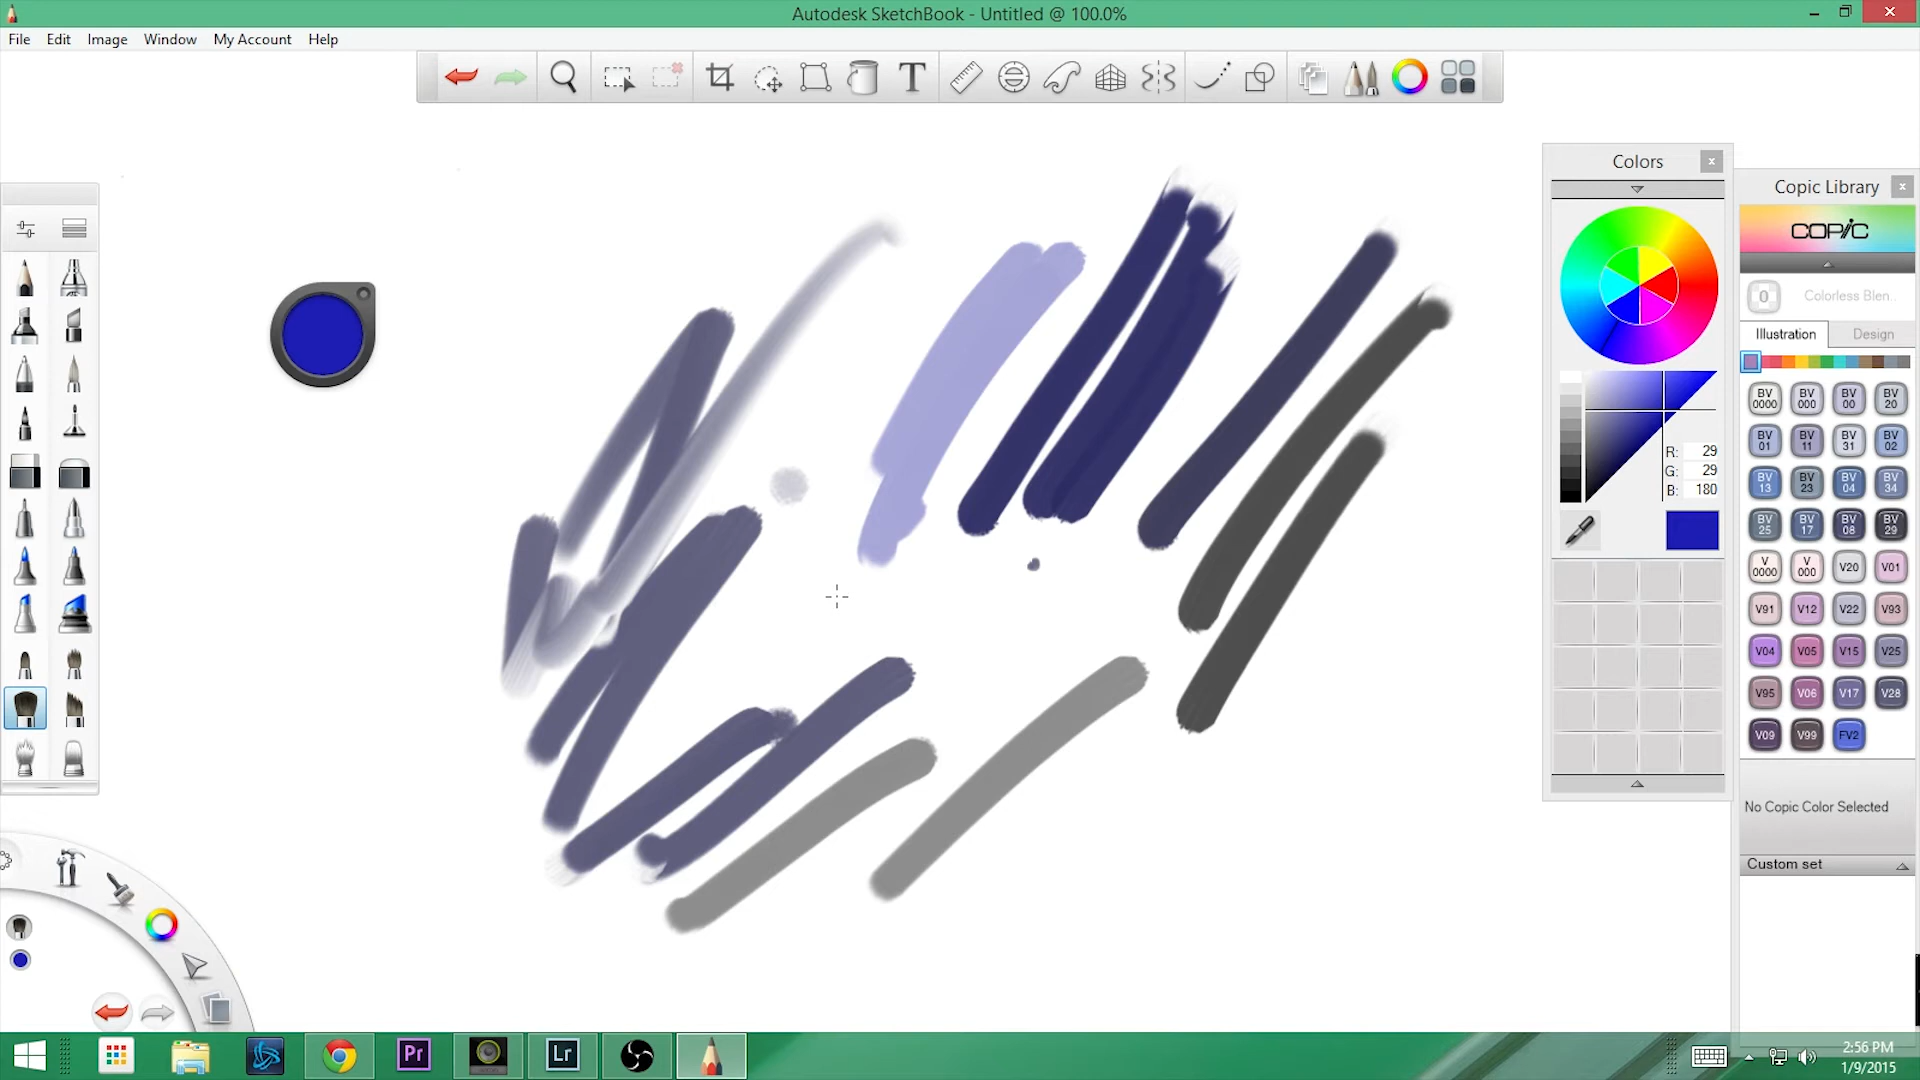 Autodesk SketchBook - Untitled @ 100.0%
File Edit Image Window My Account Help
T
Colors
R: 29
G: 29
B: 180
Copic Library
COPIC
0 Colorless Blen..
Illustration Design
BV 0000 BV 000 BV 00 BV 20
BV 01 BV 11 BV 31 BV 02
BV 13 BV 23 BV 04 BV 34
BV 25 BV 17 BV 08 BV 29
V 0000 V 000 V20 V01
V91 V12 V22 V93
V04 V05 V15 V25
V95 V06 V17 V28
V09 V99 FV2
No Copic Color Selected
Custom set
Pr Lr
2:56 PM
1/9/2015